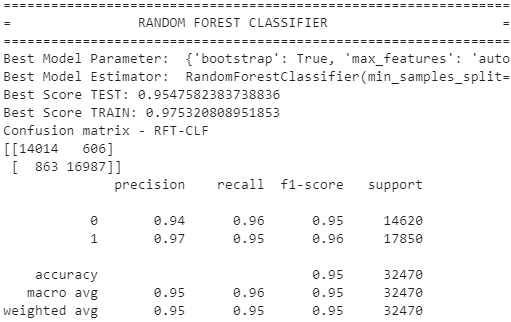 ================================================================
= RANDOM FOREST CLASSIFIER =
================================================================
Best Model Parameter:  {'bootstrap': True, 'max_features': 'auto
Best Model Estimator:  RandomForestClassifier(min_samples_split=
Best Score TEST: 0.9547582383738836
Best Score TRAIN: 0.975320808951853
Confusion matrix - RFT-CLF
[[14014   606]
 [  863 16987]]
              precision    recall  f1-score   support
           0       0.94      0.96      0.95     14620
           1       0.97      0.95      0.96     17850
    accuracy                           0.95     32470
   macro avg       0.95      0.96      0.95     32470
weighted avg       0.95      0.95      0.95     32470